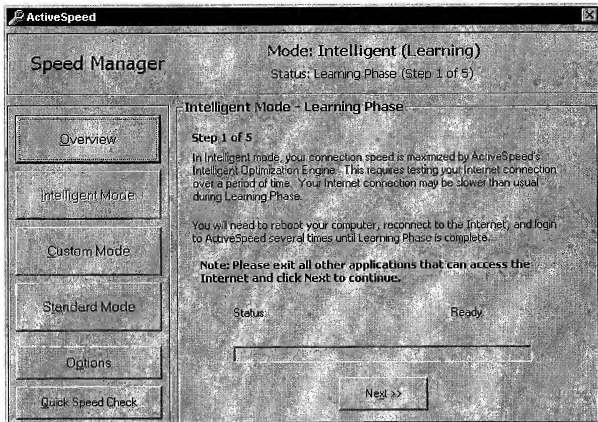 ActiveSpeed
Speed Manager
Mode: Intelligent (Learning)
Status: Learning Phase (Step 1 of 5)
Overview
Intelligent Mode
Custom Mode
Standard Mode
Options
Quick Speed Check
Intelligent Mode - Learning Phase
Step 1 of 5
In Intelligent mode, your connection speed is maximized by ActiveSpeed's
Intelligent Optimization Engine. This requires testing your Internet connection
over a period of time. Your Internet connection may be slower than usual
during Learning Phase.
You will need to reboot your computer, reconnect to the Internet, and login
to ActiveSpeed several times until Learning Phase is complete.
Note: Please exit all other applications that can access the
Internet and click Next to continue.
Status: Ready
Next >>